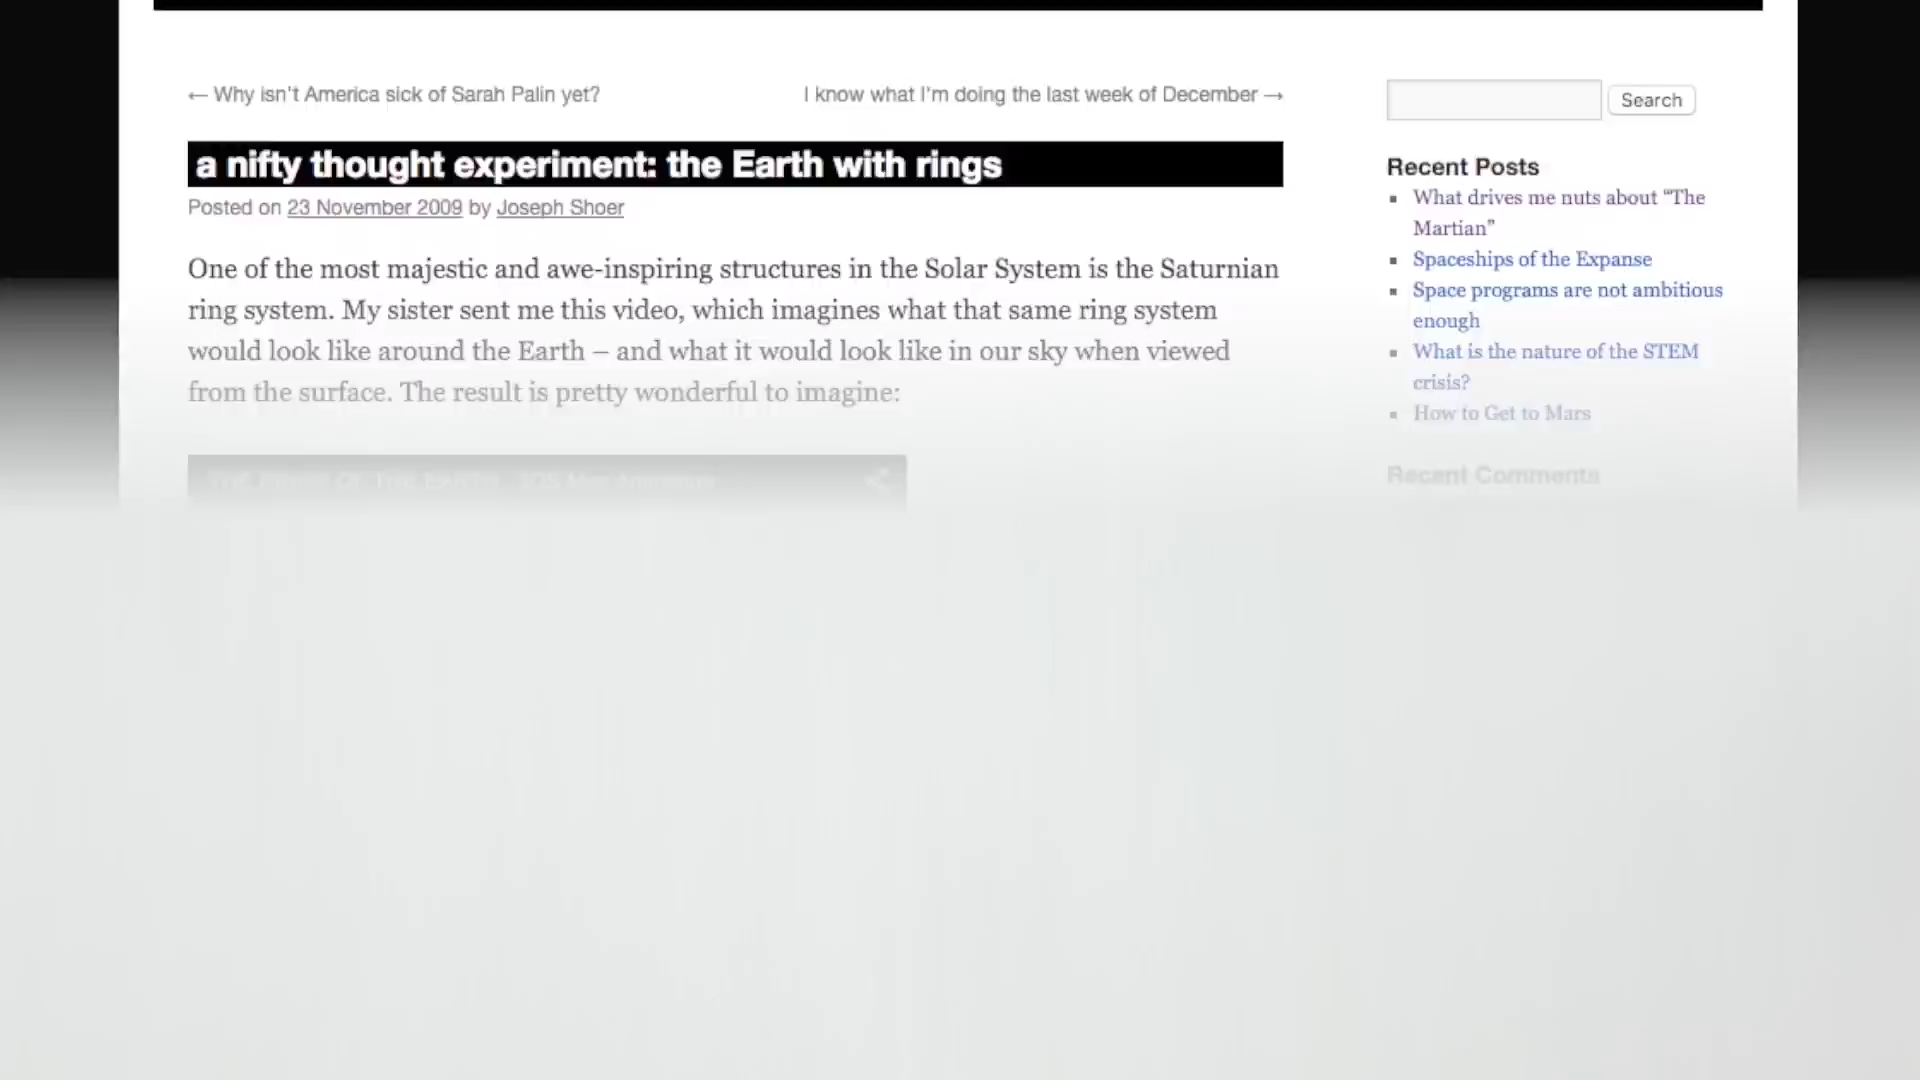 ← Why isn't America sick of Sarah Palin yet?
I know what I'm doing the last week of December →
a nifty thought experiment: the Earth with rings
Posted on 23 November 2009 by Joseph Shoer
One of the most majestic and awe-inspiring structures in the Solar System is the Saturnian
ring system. My sister sent me this video, which imagines what that same ring system
would look like around the Earth – and what it would look like in our sky when viewed
from the surface. The result is pretty wonderful to imagine:
Search
Recent Posts
What drives me nuts about “The
Martian”
Spaceships of the Expanse
Space programs are not ambitious
enough
What is the nature of the STEM
crisis?
How to Get to Mars
Recent Comments